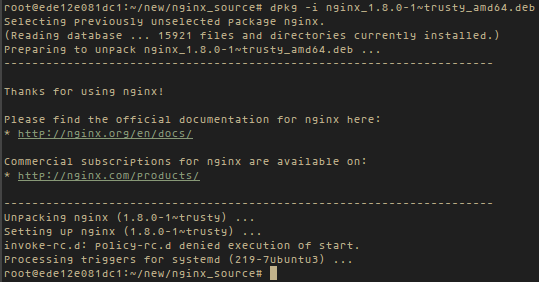 root@ede12e081dc1:~/new/nginx_source# dpkg -i nginx_1.8.0-1~trusty_amd64.deb
Selecting previously unselected package nginx.
(Reading database ... 15921 files and directories currently installed.)
Preparing to unpack nginx_1.8.0-1~trusty_amd64.deb ...
----------------------------------------------------------------------

Thanks for using nginx!

Please find the official documentation for nginx here:
* http://nginx.org/en/docs/

Commercial subscriptions for nginx are available on:
* http://nginx.com/products/

----------------------------------------------------------------------
Unpacking nginx (1.8.0-1~trusty) ...
Setting up nginx (1.8.0-1~trusty) ...
invoke-rc.d: policy-rc.d denied execution of start.
Processing triggers for systemd (219-7ubuntu3) ...
root@ede12e081dc1:~/new/nginx_source#